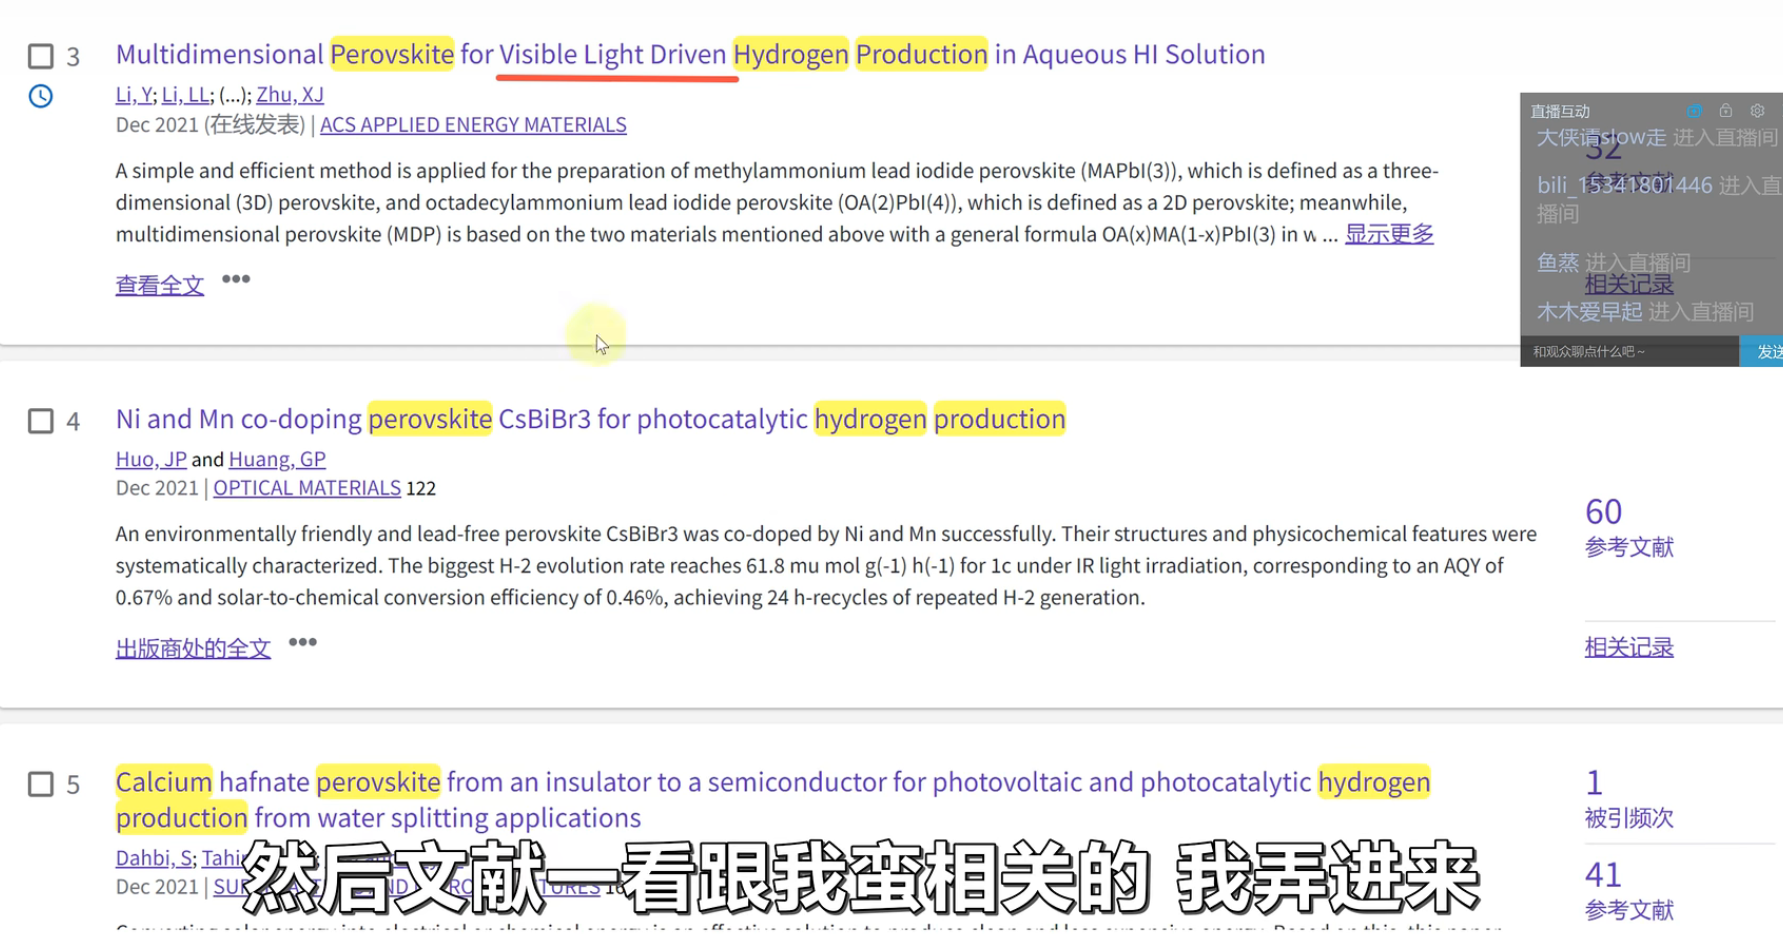 3 Multidimensional Perovskite for Visible Light Driven Hydrogen Production in Aqueous HI Solution
Li, Y; Li, LL; (...); Zhu, XJ
Dec 2021 (在线发表) | ACS APPLIED ENERGY MATERIALS
A simple and efficient method is applied for the preparation of methylammonium lead iodide perovskite (MAPbI(3)), which is defined as a three-
dimensional (3D) perovskite, and octadecylammonium lead iodide perovskite (OA(2)PbI(4)), which is defined as a 2D perovskite; meanwhile,
multidimensional perovskite (MDP) is based on the two materials mentioned above with a general formula OA(x)MA(1-x)PbI(3) in w ... 显示更多
查看全文 •••
32
参考文献
相关记录
直播互动
大侠请slow走 进入直播间
bili_15341801446 进入直
播间
鱼蒸 进入直播间
木木爱早起 进入直播间
和观众聊点什么吧~ 发送
4 Ni and Mn co-doping perovskite CsBiBr3 for photocatalytic hydrogen production
Huo, JP and Huang, GP
Dec 2021 | OPTICAL MATERIALS 122
An environmentally friendly and lead-free perovskite CsBiBr3 was co-doped by Ni and Mn successfully. Their structures and physicochemical features were
systematically characterized. The biggest H-2 evolution rate reaches 61.8 mu mol g(-1) h(-1) for 1c under IR light irradiation, corresponding to an AQY of
0.67% and solar-to-chemical conversion efficiency of 0.46%, achieving 24 h-recycles of repeated H-2 generation.
出版商处的全文 •••
60
参考文献
相关记录
5 Calcium hafnate perovskite from an insulator to a semiconductor for photovoltaic and photocatalytic hydrogen
production from water splitting applications
Dahbi, S;
Dec 2021 |
1
被引频次
41
参考文献
然后文献一看跟我蛮相关的 我弄进来